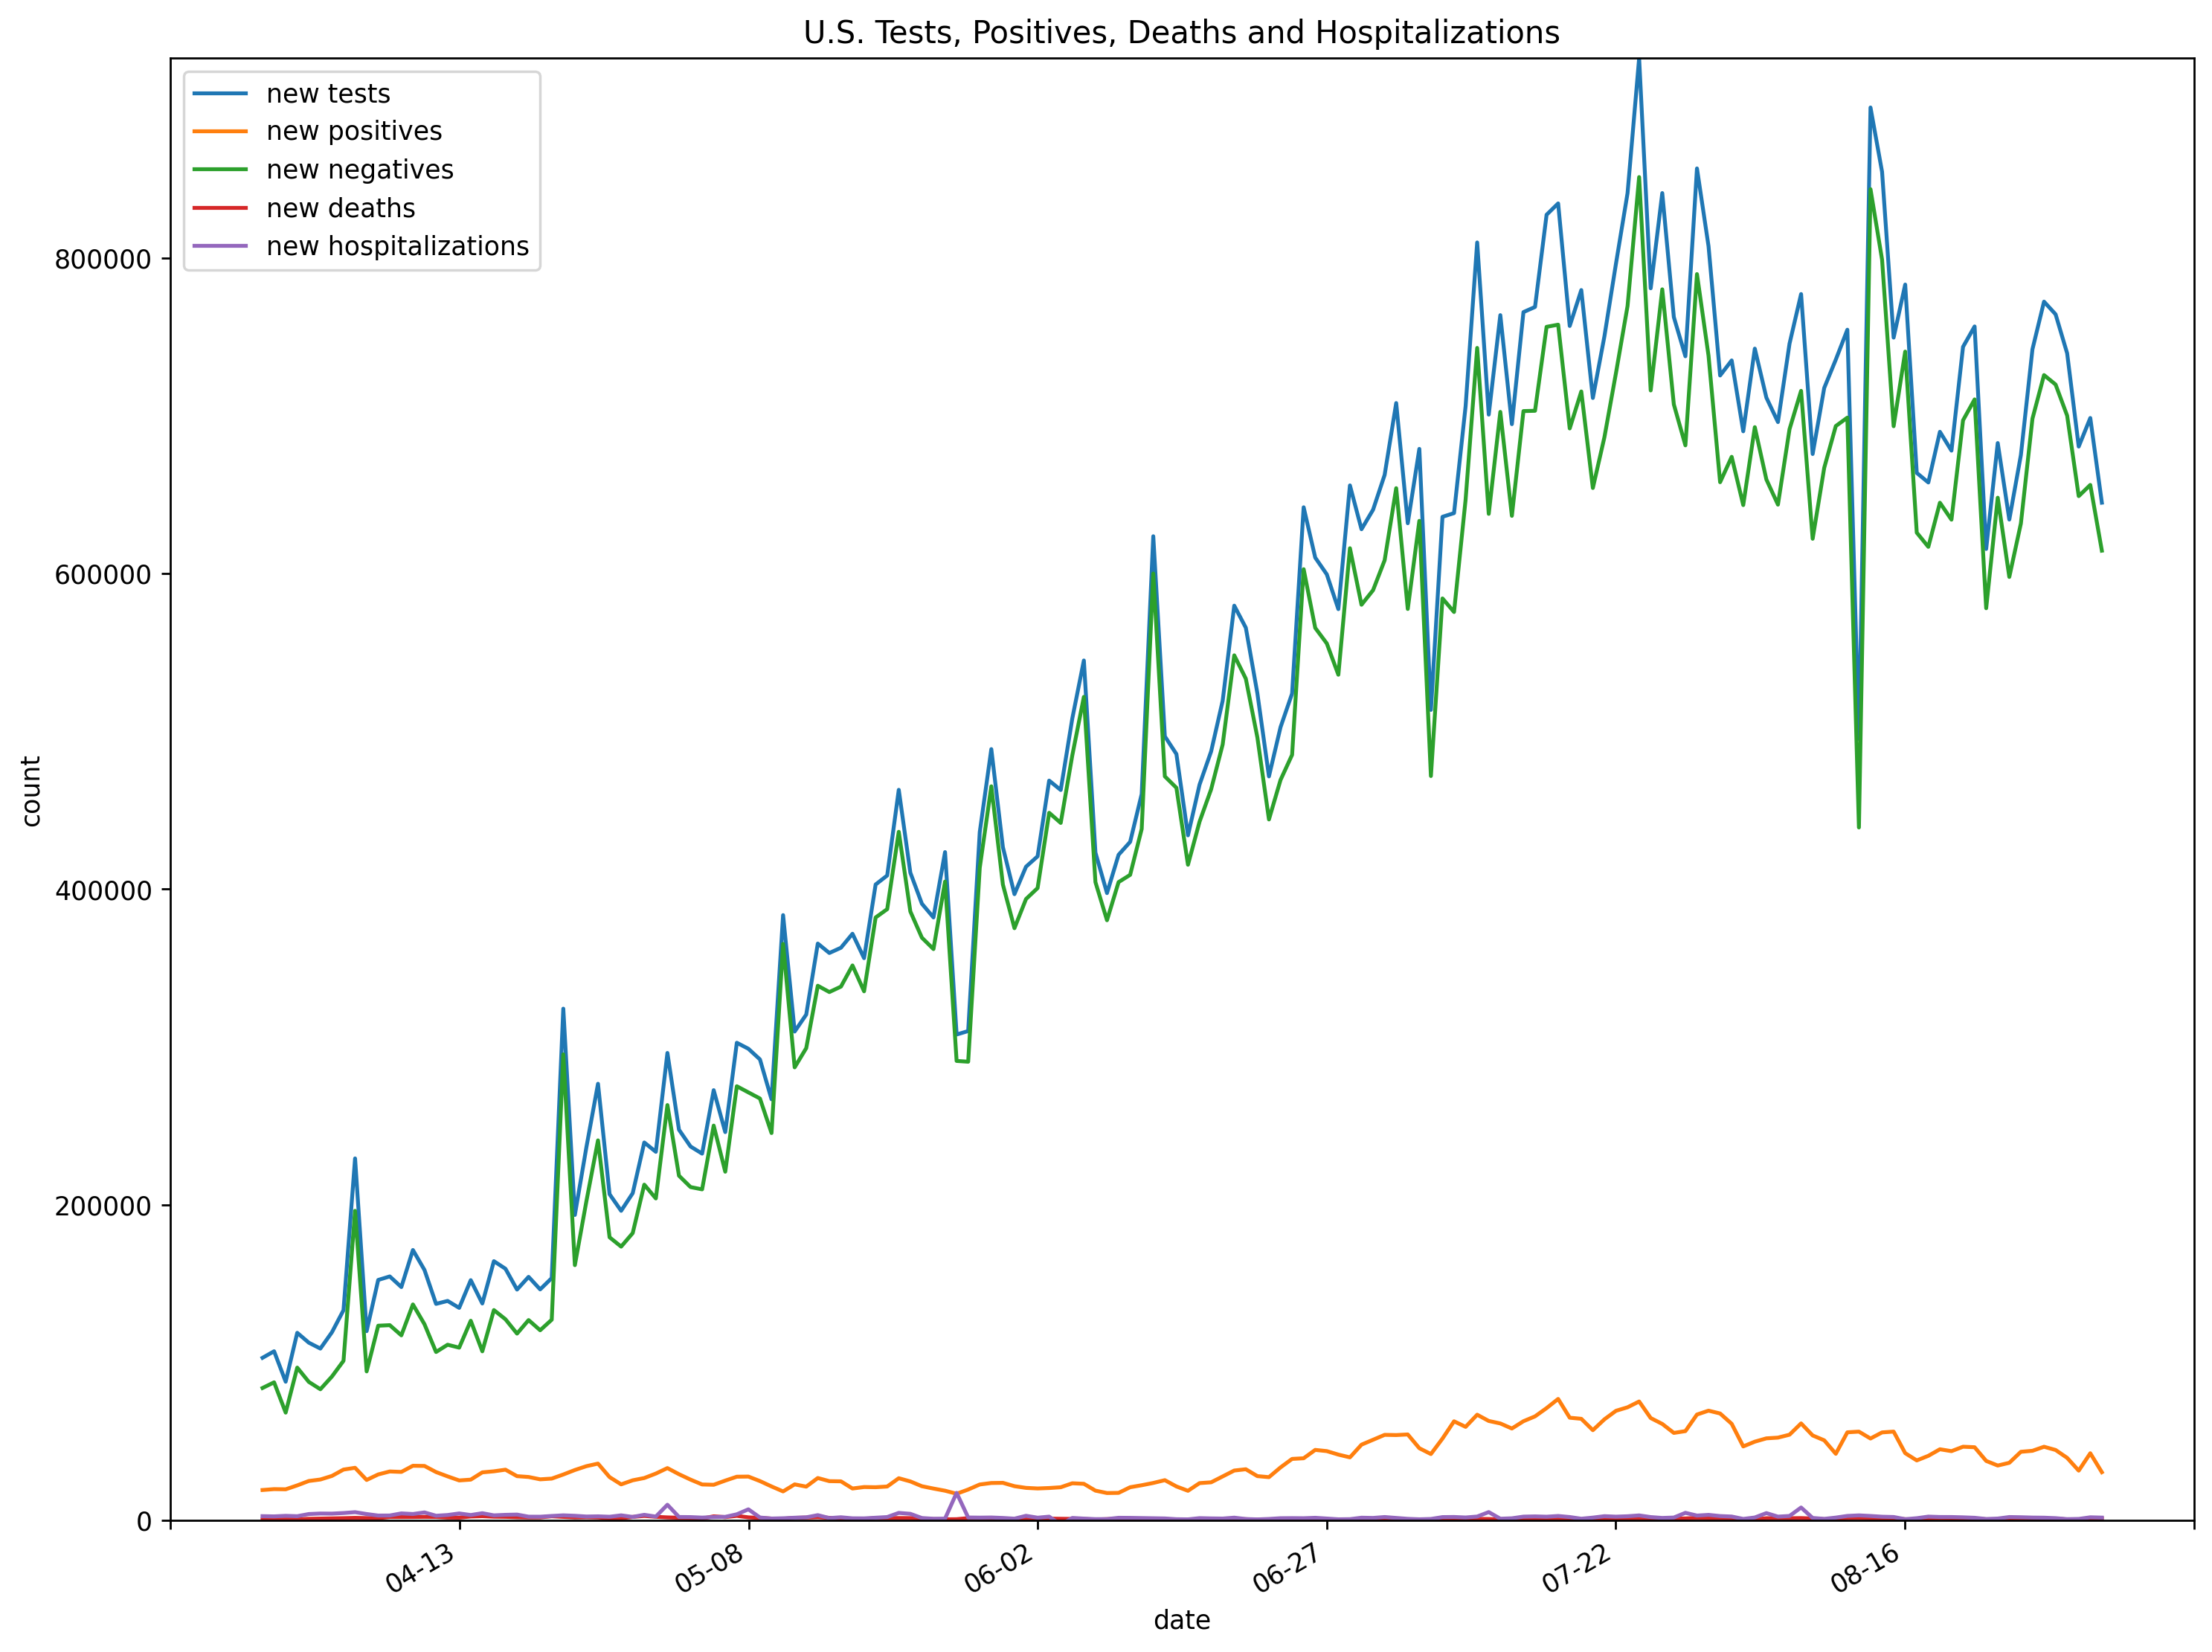 U.S. Tests, Positives, Deaths and Hospitalizations
new tests
new positives
new negatives
new deaths
new hospitalizations
800000
600000
400000
200000
0
count
04-13
05-08
06-02
06-27
07-22
08-16
date